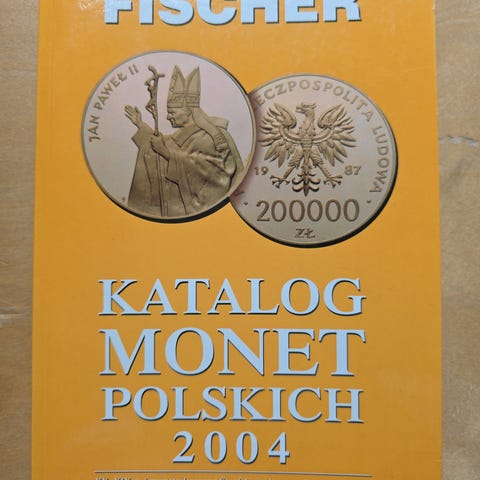 FISCHER
JAN PAWEŁ II
RZECZPOSPOLITA LUDOWA
19 87
200000
ZŁ
KATALOG
MONET
POLSKICH
2004